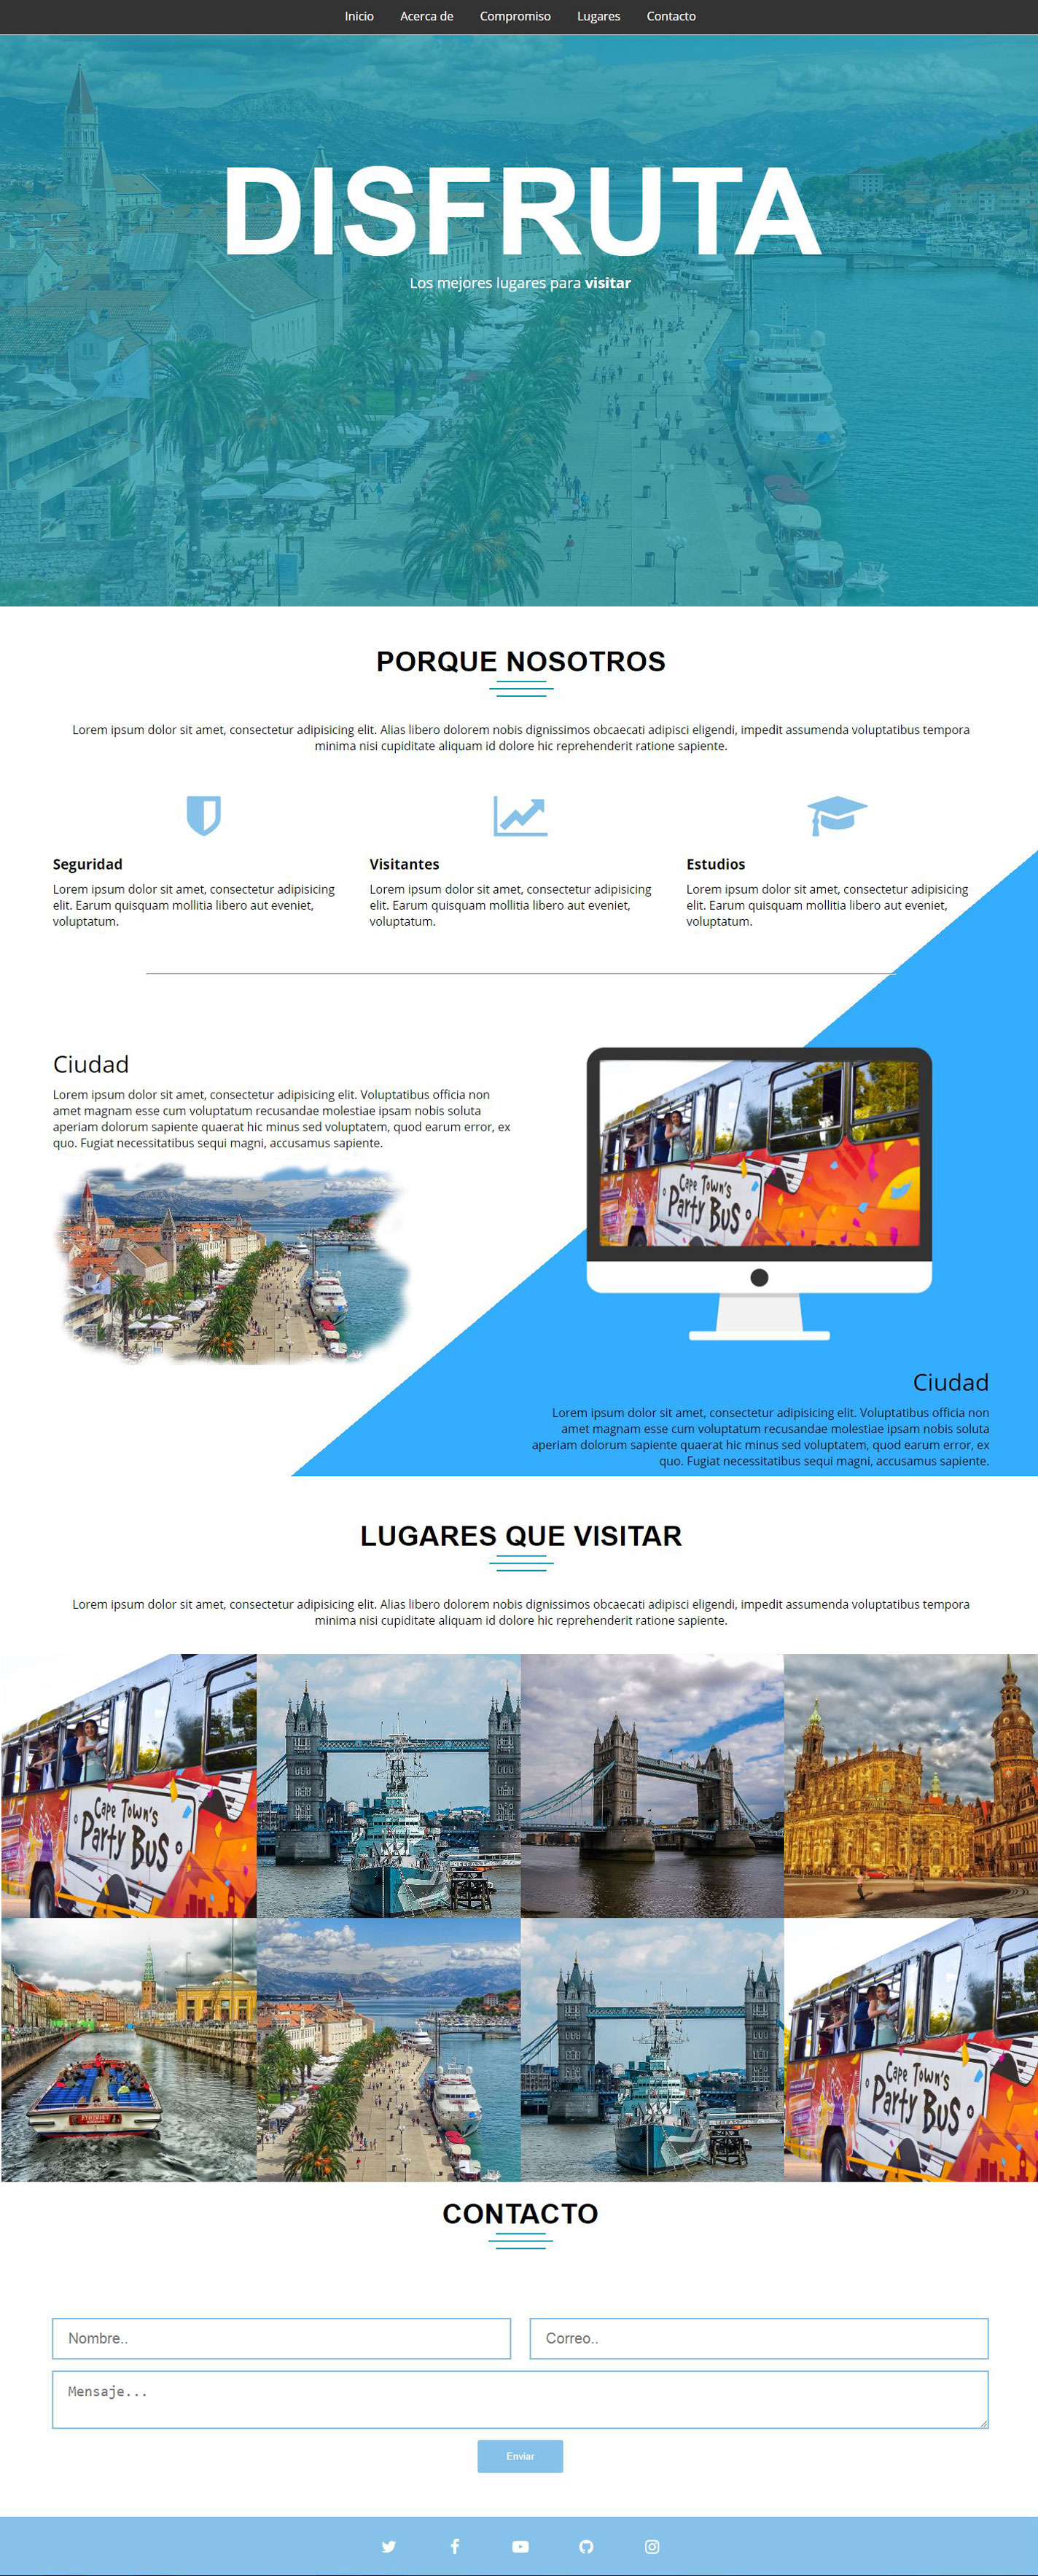 Inicio Acerca de Compromiso Lugares Contacto
DISFRUTA
Los mejores lugares para visitar
PORQUE NOSOTROS
Lorem ipsum dolor sit amet, consectetur adipisicing elit. Alias libero dolorem nobis dignissimos obcaecati adipisci eligendi, impedit assumenda voluptatibus tempora
minima nisi cupiditate aliquam id dolore hic reprehenderit ratione sapiente.
Seguridad
Lorem ipsum dolor sit amet, consectetur adipisicing
elit. Earum quisquam mollitia libero aut eveniet,
voluptatum.
Visitantes
Lorem ipsum dolor sit amet, consectetur adipisicing
elit. Earum quisquam mollitia libero aut eveniet,
voluptatum.
Estudios
Lorem ipsum dolor sit amet, consectetur adipisicing
elit. Earum quisquam mollitia libero aut eveniet,
voluptatum.
Ciudad
Lorem ipsum dolor sit amet, consectetur adipisicing elit. Voluptatibus officia non
amet magnam esse cum voluptatum recusandae molestiae ipsam nobis soluta
aperiam dolorum sapiente quaerat hic minus sed voluptatem, quod earum error, ex
quo. Fugiat necessitatibus sequi magni, accusamus sapiente.
Cape Town's
Party Bus
Ciudad
Lorem ipsum dolor sit amet, consectetur adipisicing elit. Voluptatibus officia non
amet magnam esse cum voluptatum recusandae molestiae ipsam nobis soluta
aperiam dolorum sapiente quaerat hic minus sed voluptatem, quod earum error, ex
quo. Fugiat necessitatibus sequi magni, accusamus sapiente.
LUGARES QUE VISITAR
Lorem ipsum dolor sit amet, consectetur adipisicing elit. Alias libero dolorem nobis dignissimos obcaecati adipisci eligendi, impedit assumenda voluptatibus tempora
minima nisi cupiditate aliquam id dolore hic reprehenderit ratione sapiente.
Cape Town's
Party Bus
Cape Town's
Party Bus
CONTACTO
Nombre..
Correo..
Mensaje...
Enviar